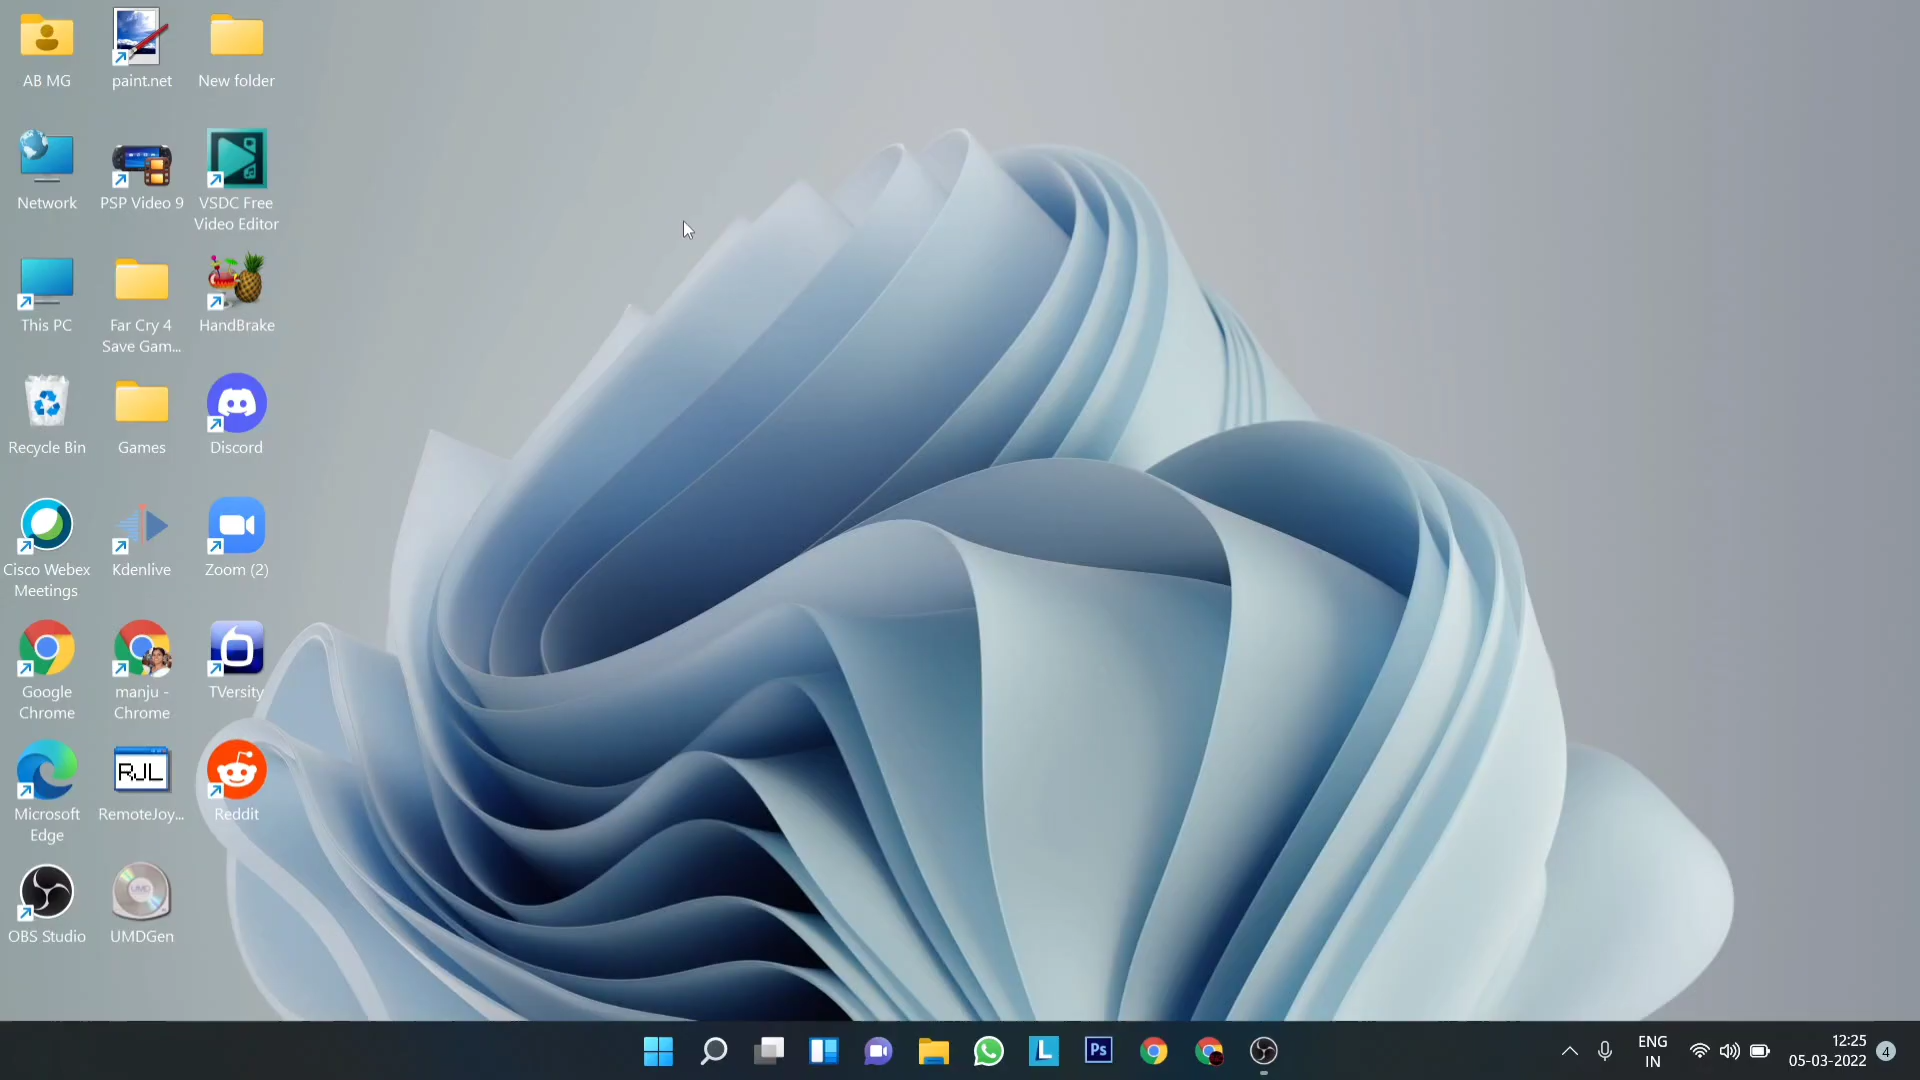 AB MG
paint.net
New folder
Network
PSP Video 9
VSDC Free
Video Editor
This PC
Far Cry 4
Save Gam...
HandBrake
Recycle Bin
Games
Discord
Cisco Webex
Meetings
Kdenlive
Zoom (2)
Google
Chrome
manju -
Chrome
TVersity
RJL
Microsoft
Edge
RemoteJoy...
Reddit
OBS Studio
UMD
UMDGen
L
Ps
ENG
IN
12:25
05-03-2022
4